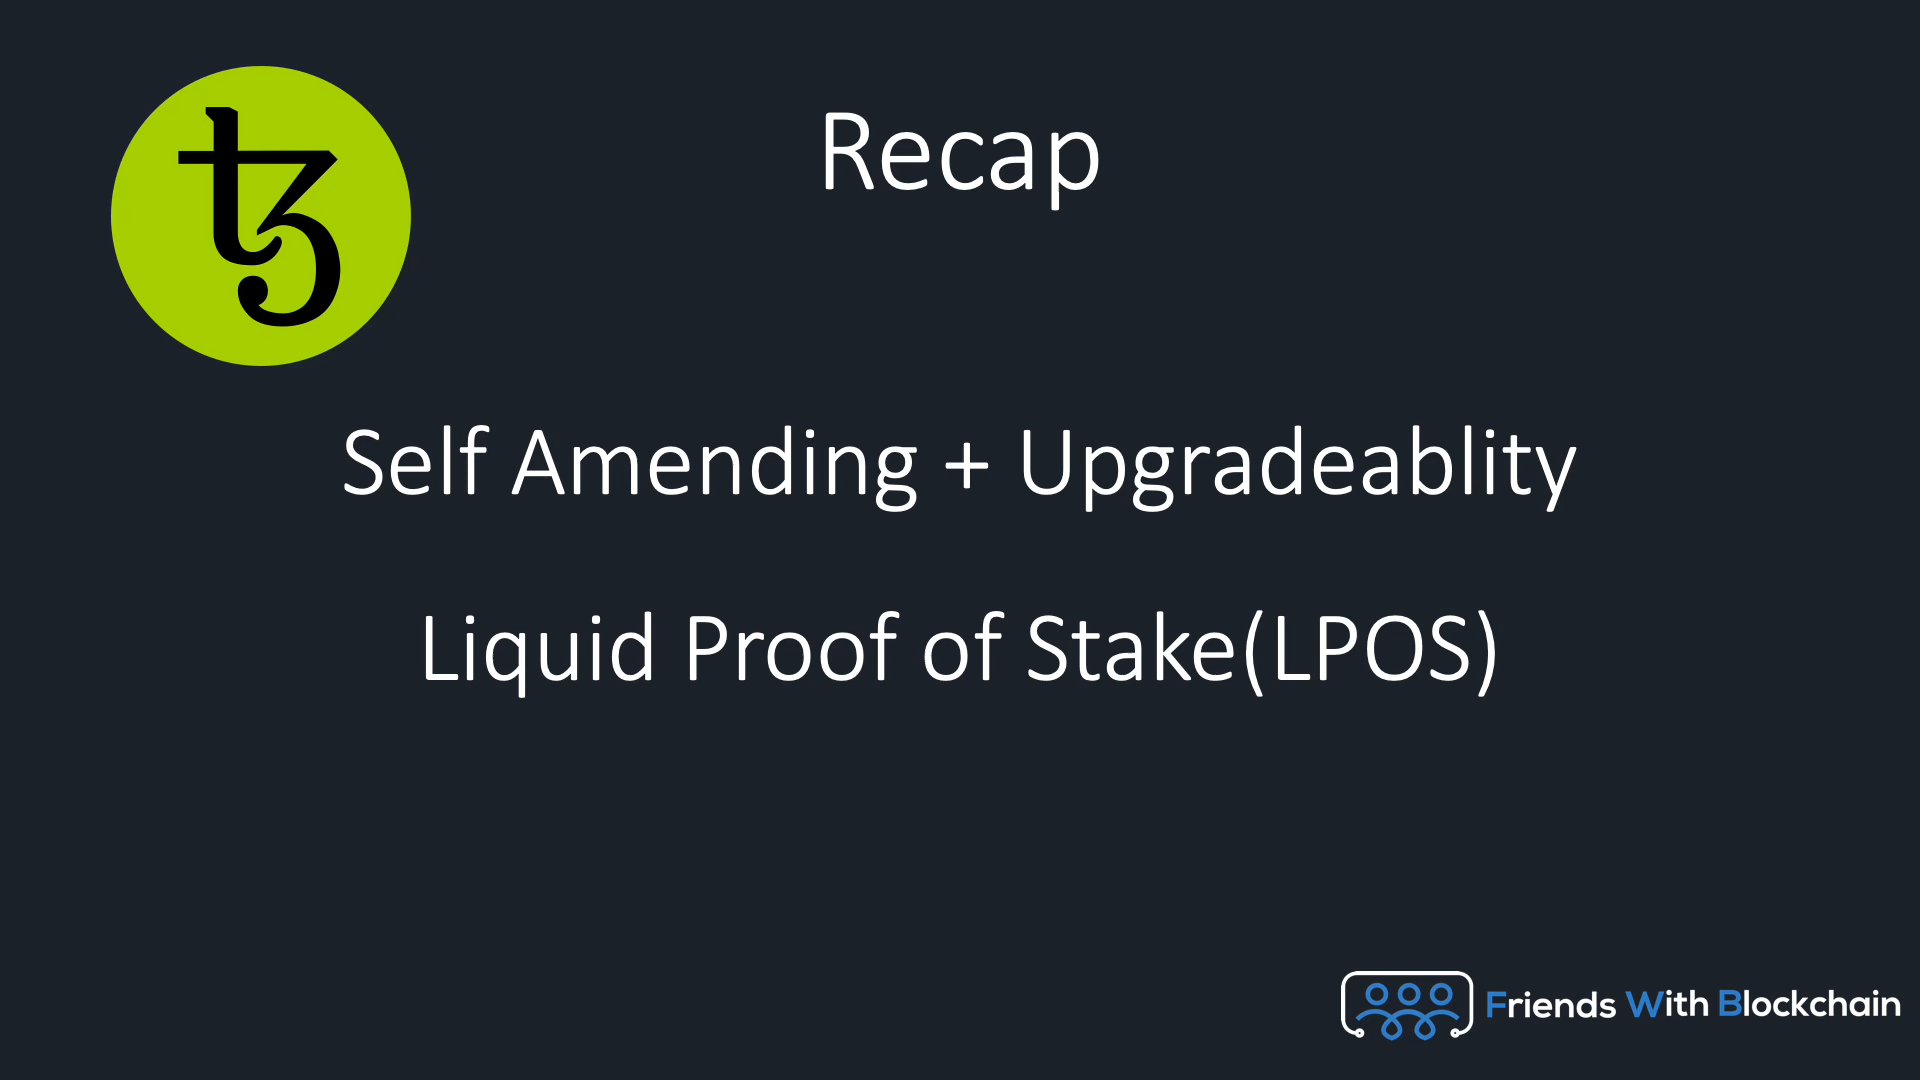 Recap
Self Amending + Upgradeablity
Liquid Proof of Stake(LPOS)
Friends With Blockchain